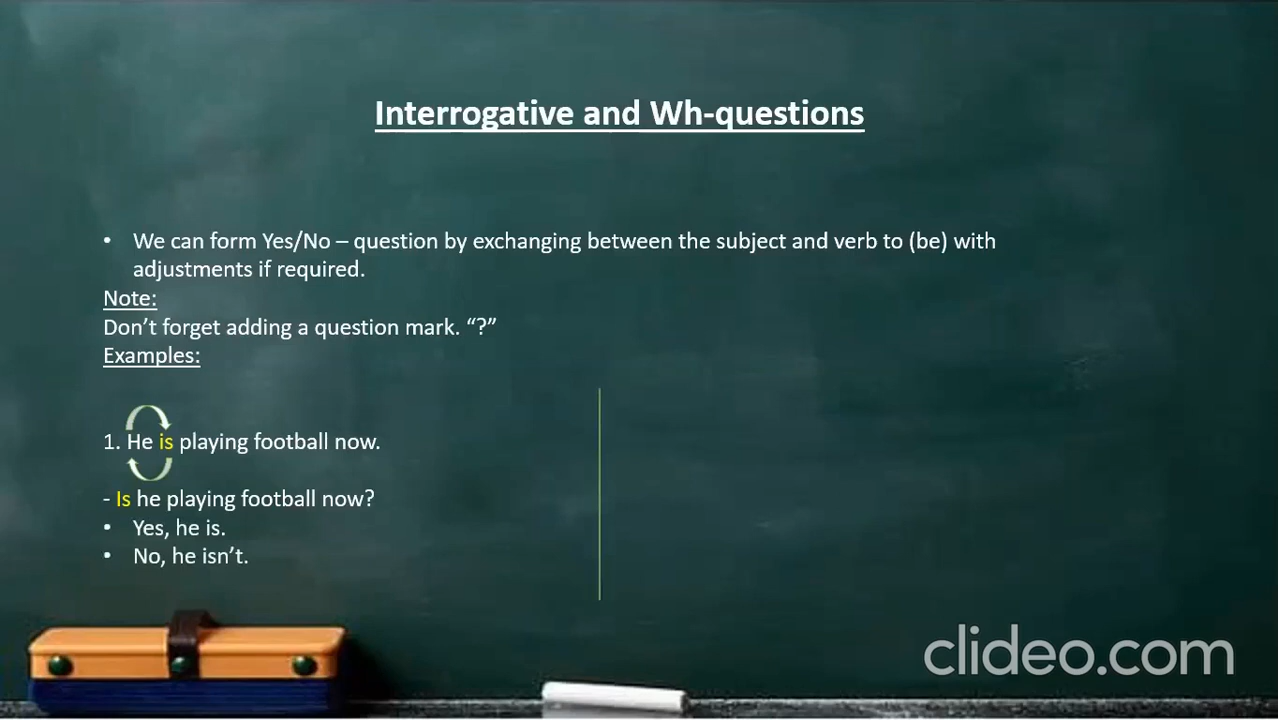 Interrogative and Wh-questions
• We can form Yes/No – question by exchanging between the subject and verb to (be) with
adjustments if required.
Note:
Don’t forget adding a question mark. “?”
Examples:
1. He is playing football now.
- Is he playing football now?
• Yes, he is.
• No, he isn’t.
clideo.com